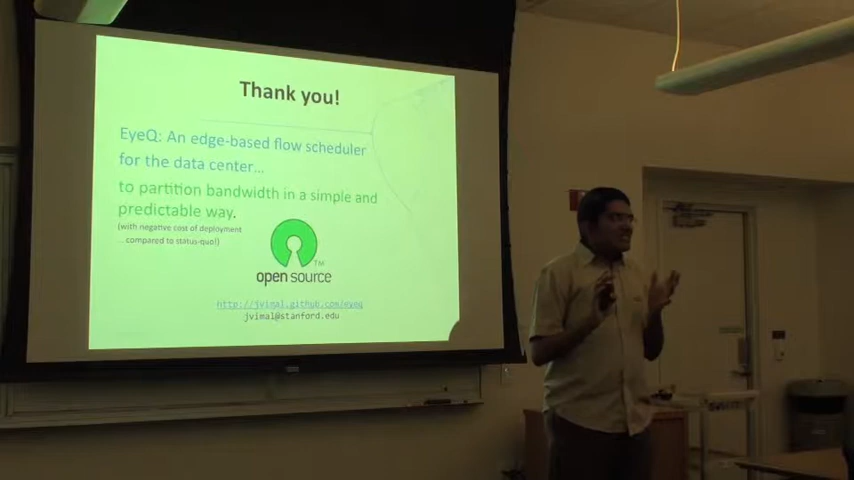 Thank you!
EyeQ: An edge-based flow scheduler
for the data center...
to partition bandwidth in a simple and
predictable way.
(with negative cost of deployment
...compared to status-quo!)
TM
open source
http://jvimal.github.com/eyeq
jvimal@stanford.edu